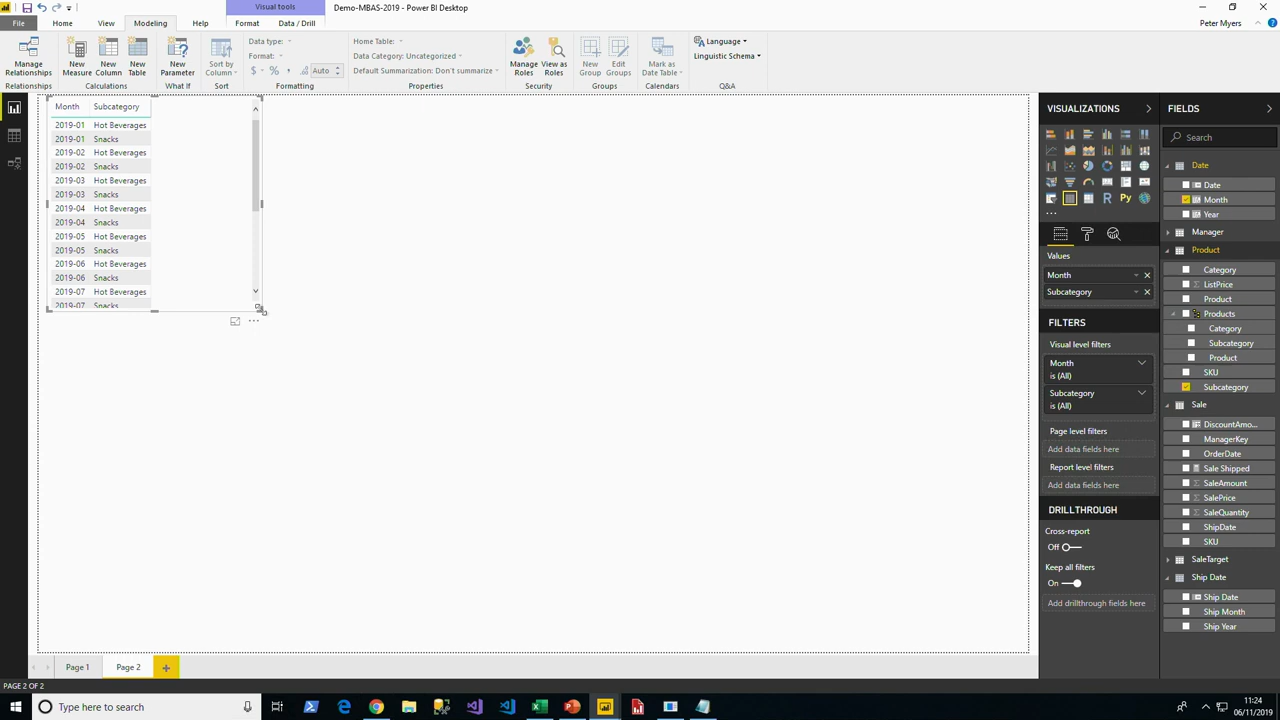 Visual tools
Demo-MBAS-2019 - Power BI Desktop
Peter Myers
File
Home
View
Modeling
Help
Format
Data / Drill
Manage
Relationships
New
Measure
New
Column
New
Table
New
Parameter
Sort by
Column
Data type:
Format:
$ % , Auto
Home Table:
Data Category: Uncategorized
Default Summarization: Don't summarize
Manage
Roles
View as
Roles
New
Group
Edit
Groups
Mark as
Date Table
Language
Linguistic Schema
Relationships
Calculations
What If
Sort
Formatting
Properties
Security
Groups
Calendars
Q&A
Month Subcategory
2019-01 Hot Beverages
2019-01 Snacks
2019-02 Hot Beverages
2019-02 Snacks
2019-03 Hot Beverages
2019-03 Snacks
2019-04 Hot Beverages
2019-04 Snacks
2019-05 Hot Beverages
2019-05 Snacks
2019-06 Hot Beverages
2019-06 Snacks
2019-07 Hot Beverages
2019-07 Snacks
VISUALIZATIONS
R
Py
Values
Month
Subcategory
FILTERS
Visual level filters
Month
is (All)
Subcategory
is (All)
Page level filters
Add data fields here
Report level filters
Add data fields here
DRILLTHROUGH
Cross-report
Off
Keep all filters
On
Add drillthrough fields here
FIELDS
Search
Date
Date
Month
Year
Manager
Product
Category
ListPrice
Product
Products
Category
Subcategory
Product
SKU
Subcategory
Sale
DiscountAmo...
ManagerKey
OrderDate
Sale Shipped
SaleAmount
SalePrice
SaleQuantity
ShipDate
SKU
SaleTarget
Ship Date
Ship Date
Ship Month
Ship Year
Page 1
Page 2
PAGE 2 OF 2
Type here to search
11:24
06/11/2019